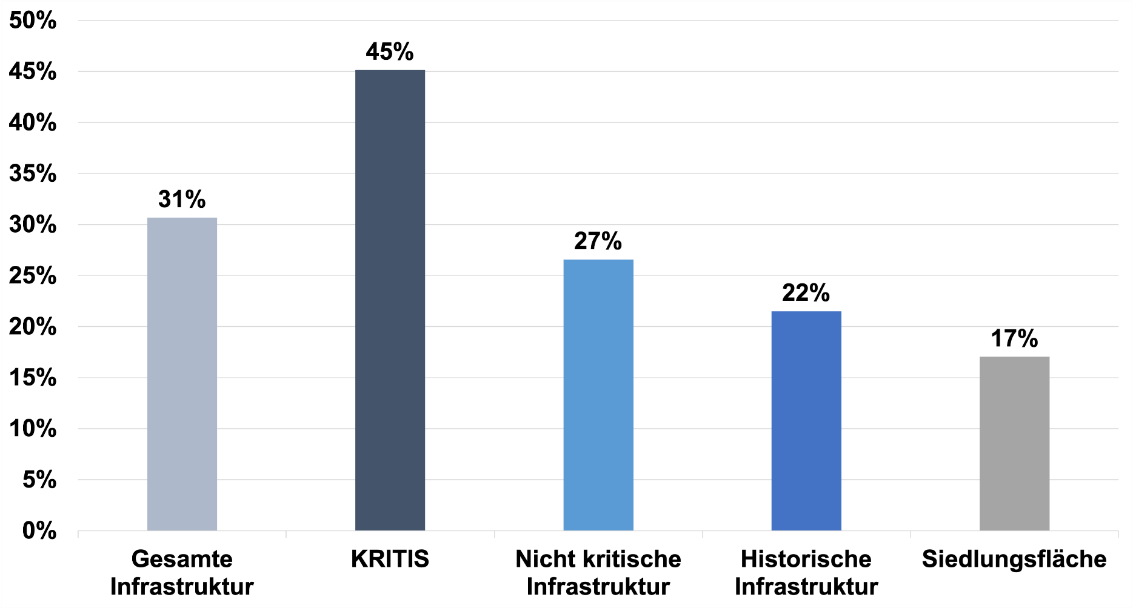 50%
45%
40%
35%
30%
25%
20%
15%
10%
5%
0%
31%
45%
27%
22%
17%
Gesamte
Infrastruktur
KRITIS
Nicht kritische
Infrastruktur
Historische
Infrastruktur
Siedlungsfläche